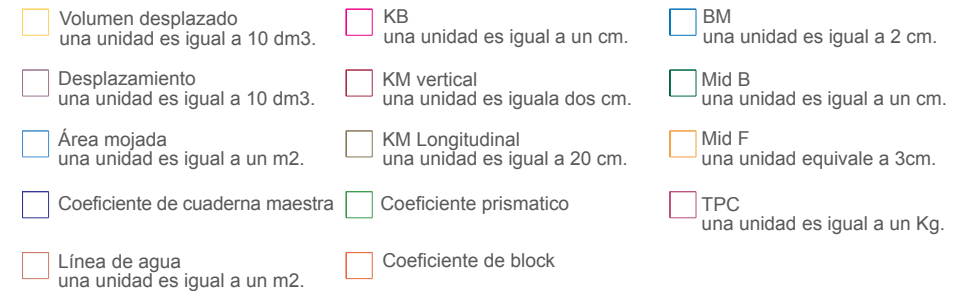 Volumen desplazado
una unidad es igual a 10 dm3.
KB
una unidad es igual a un cm.
BM
una unidad es igual a 2 cm.
Desplazamiento
una unidad es igual a 10 dm3.
KM vertical
una unidad es iguala dos cm.
Mid B
una unidad es igual a un cm.
Área mojada
una unidad es igual a un m2.
KM Longitudinal
una unidad es igual a 20 cm.
Mid F
una unidad equivale a 3cm.
Coeficiente de cuaderna maestra
Coeficiente prismatico
TPC
una unidad es igual a un Kg.
Línea de agua
una unidad es igual a un m2.
Coeficiente de block